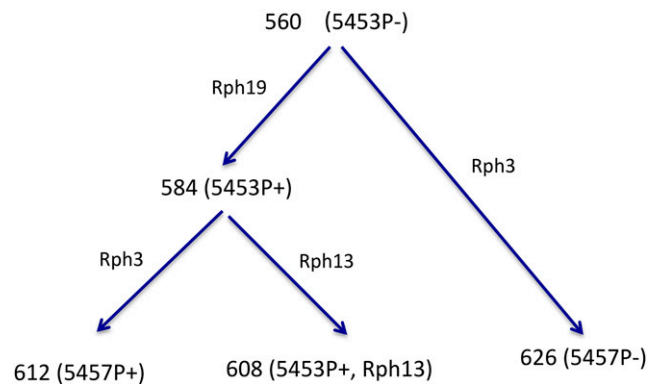 560 (5453P-)
Rph19
Rph3
584 (5453P+)
Rph3
Rph13
612 (5457P+)
608 (5453P+, Rph13)
626 (5457P-)